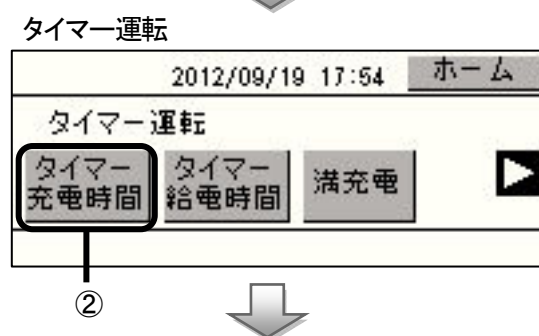 タイマー運転
2012/09/19 17:54 ホーム
タイマー運転
タイマー
充電時間
タイマー
給電時間
満充電
②